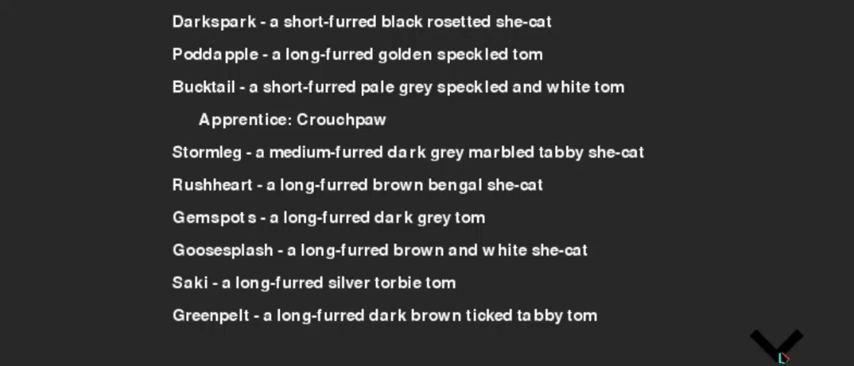 Darkspark - a short-furred black rosetted she-cat
Poddapple - a long-furred golden speckled tom
Bucktail - a short-furred pale grey speckled and white tom
Apprentice: Crouchpaw
Stormleg - a medium-furred dark grey marbled tabby she-cat
Rushheart - a long-furred brown bengal she-cat
Gemspots - a long-furred dark grey tom
Goosesplash - a long-furred brown and white she-cat
Saki - a long-furred silver torbie tom
Greenpelt - a long-furred dark brown ticked tabby tom